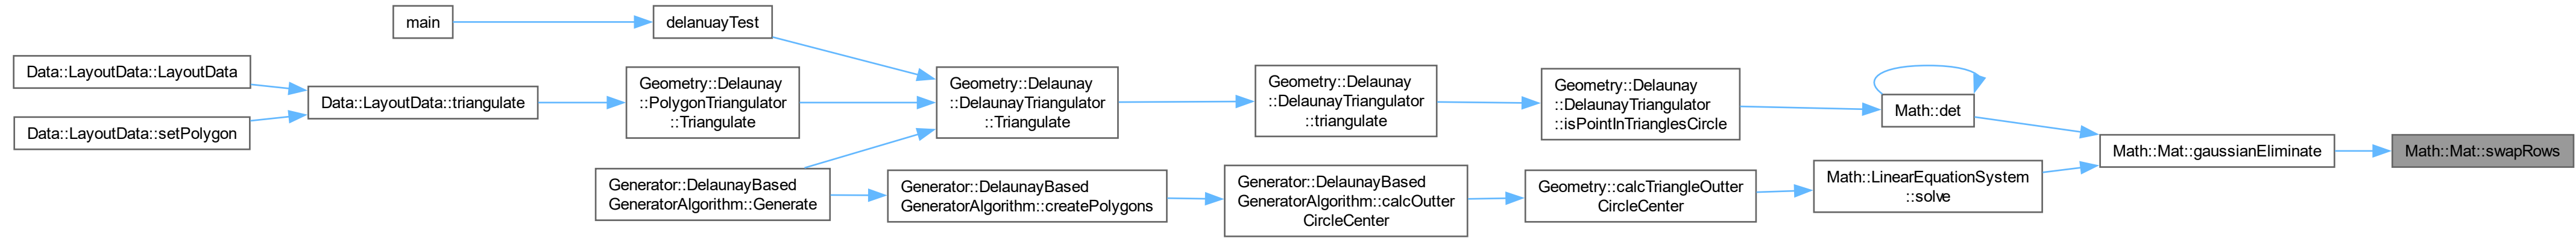 main
delanuayTest
Data::LayoutData::LayoutData
Data::LayoutData::setPolygon
Data::LayoutData::triangulate
Geometry::Delaunay
::PolygonTriangulator
::Triangulate
Geometry::Delaunay
::DelaunayTriangulator
::Triangulate
Geometry::Delaunay
::DelaunayTriangulator
::triangulate
Geometry::Delaunay
::DelaunayTriangulator
::isPointInTrianglesCircle
Math::det
Math::Mat::gaussianEliminate
Math::Mat::swapRows
Generator::DelaunayBased
GeneratorAlgorithm::Generate
Generator::DelaunayBased
GeneratorAlgorithm::createPolygons
Generator::DelaunayBased
GeneratorAlgorithm::calcOutter
CircleCenter
Geometry::calcTriangleOutter
CircleCenter
Math::LinearEquationSystem
::solve